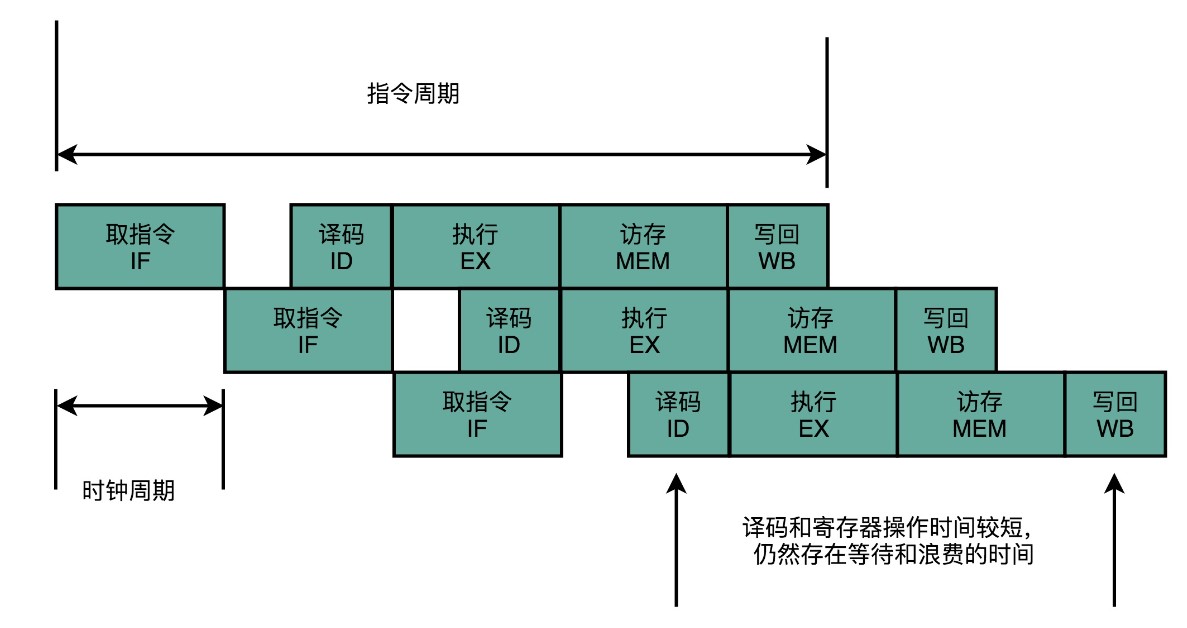 指令周期
取指令
IF
译码
ID
执行
EX
访存
MEM
写回
WB
取指令
IF
译码
ID
执行
EX
访存
MEM
写回
WB
取指令
IF
译码
ID
执行
EX
访存
MEM
写回
WB
时钟周期
译码和寄存器操作时间较短，
仍然存在等待和浪费的时间